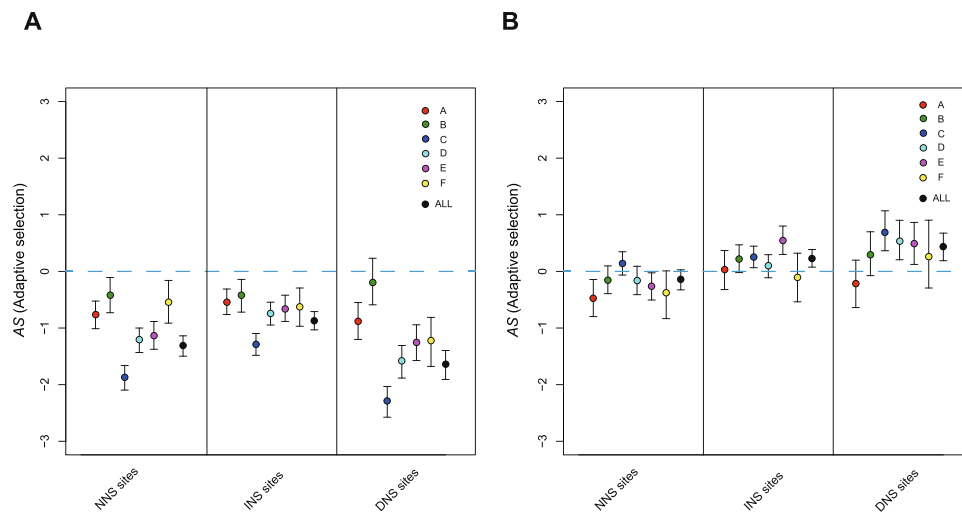 A
3
2
1
0
−1
−2
−3
AS (Adaptive selection)
A
B
C
D
E
F
ALL
NNS sites
INS sites
DNS sites
B
3
2
1
0
−1
−2
−3
AS (Adaptive selection)
A
B
C
D
E
F
ALL
NNS sites
INS sites
DNS sites